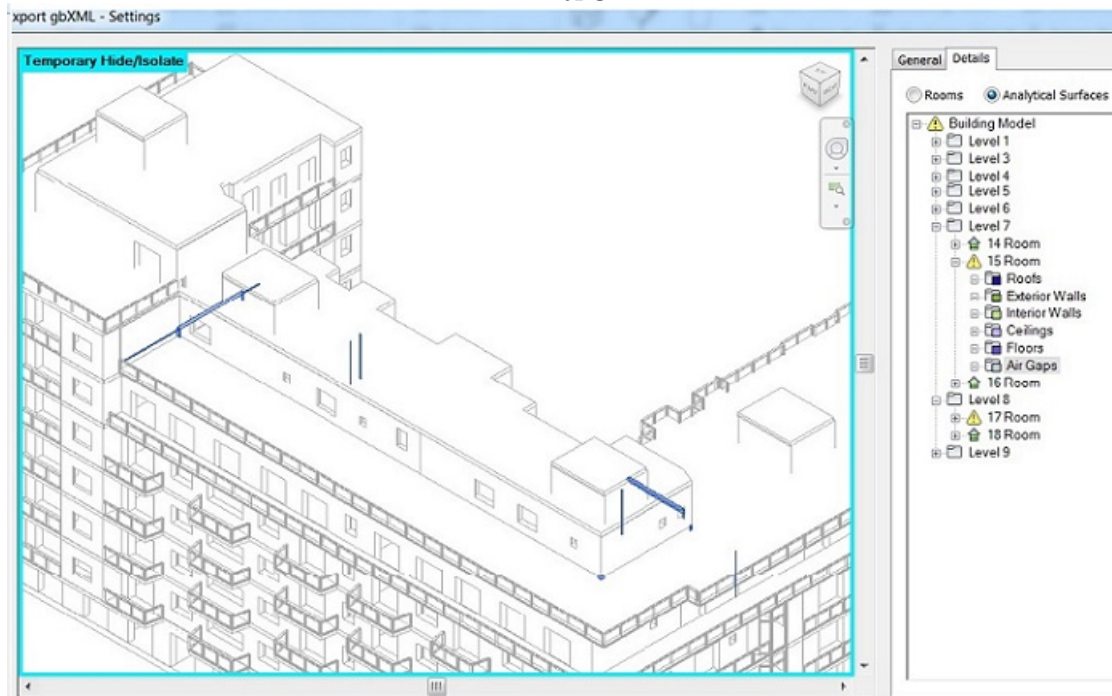 xport gbXML - Settings
Temporary Hide/Isolate
General Details
Rooms Analytical Surfaces
Building Model
Level 1
Level 3
Level 4
Level 5
Level 6
Level 7
14 Room
15 Room
Roofs
Exterior Walls
Interior Walls
Ceilings
Floors
Air Gaps
16 Room
Level 8
17 Room
18 Room
Level 9